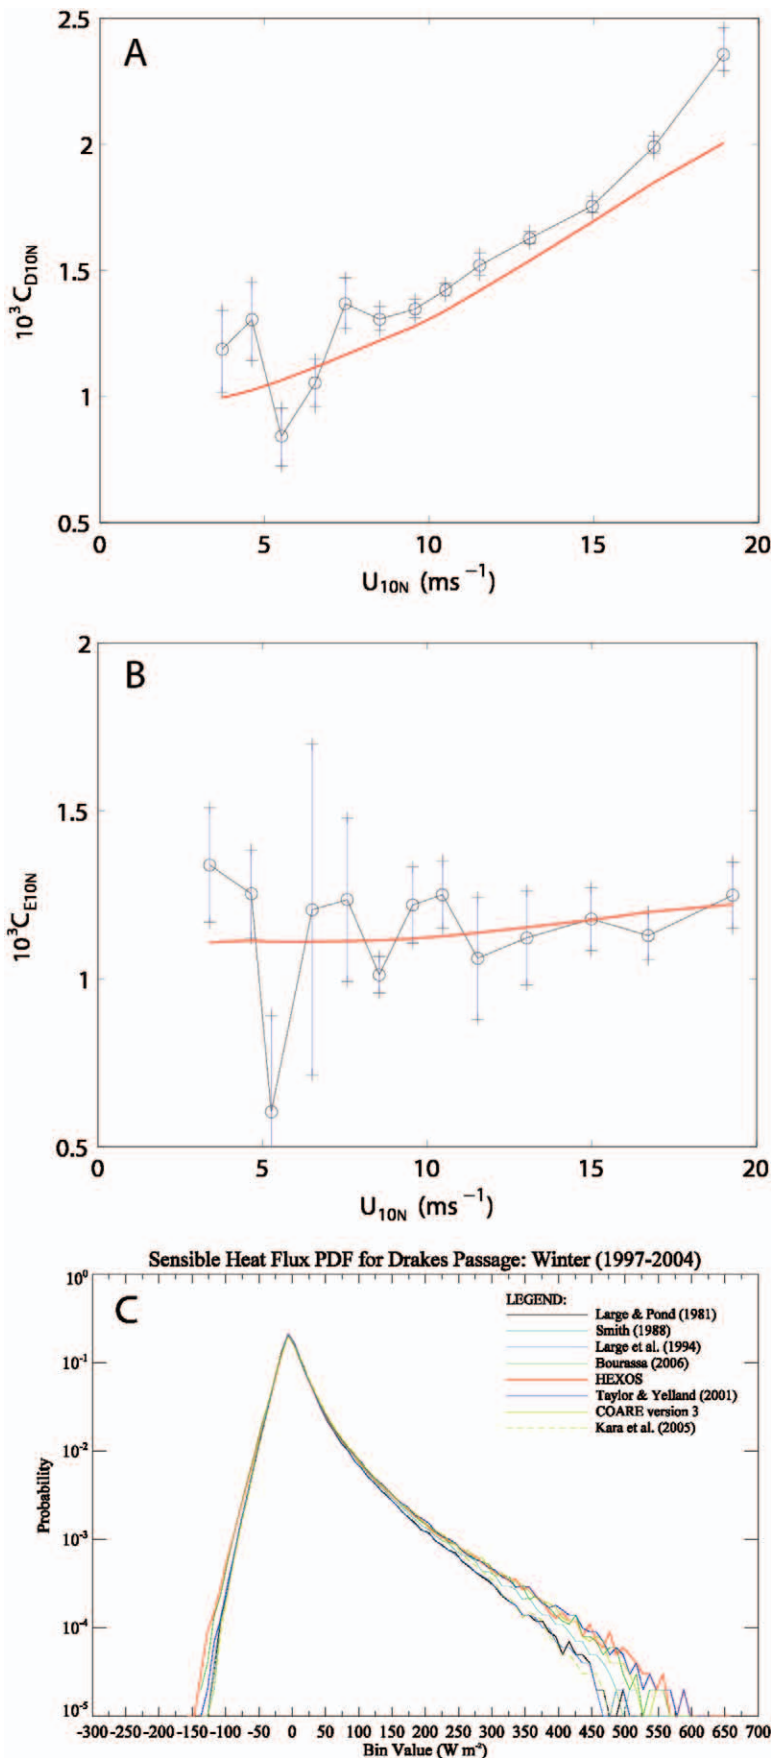 A
2.5
2
1.5
1
0.5
10³C_D10N
0 5 10 15 20
U_10N (ms⁻¹)
B
2
1.5
1
0.5
10³C_E10N
0 5 10 15 20
U_10N (ms⁻¹)
Sensible Heat Flux PDF for Drakes Passage: Winter (1997-2004)
C
10⁰
10⁻¹
10⁻²
10⁻³
10⁻⁴
10⁻⁵
Probability
LEGEND:
Large & Pond (1981)
Smith (1988)
Large et al. (1994)
Bourassa (2006)
HEXOS
Taylor & Yelland (2001)
COARE version 3
Kara et al. (2005)
-300-250-200-150-100 -50 0 50 100 150 200 250 300 350 400 450 500 550 600 650 700
Bin Value (W m⁻²)